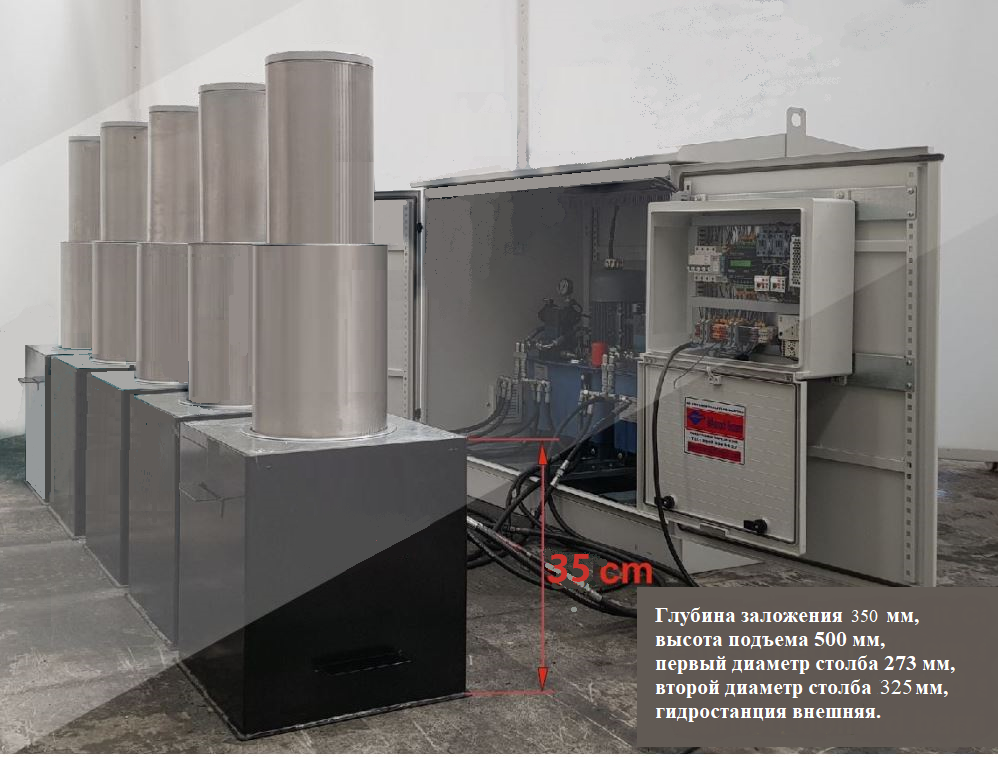 35 cm
Глубина заложения 350 мм,
высота подъема 500 мм,
первый диаметр столба 273 мм,
второй диаметр столба 325 мм,
гидростанция внешняя.